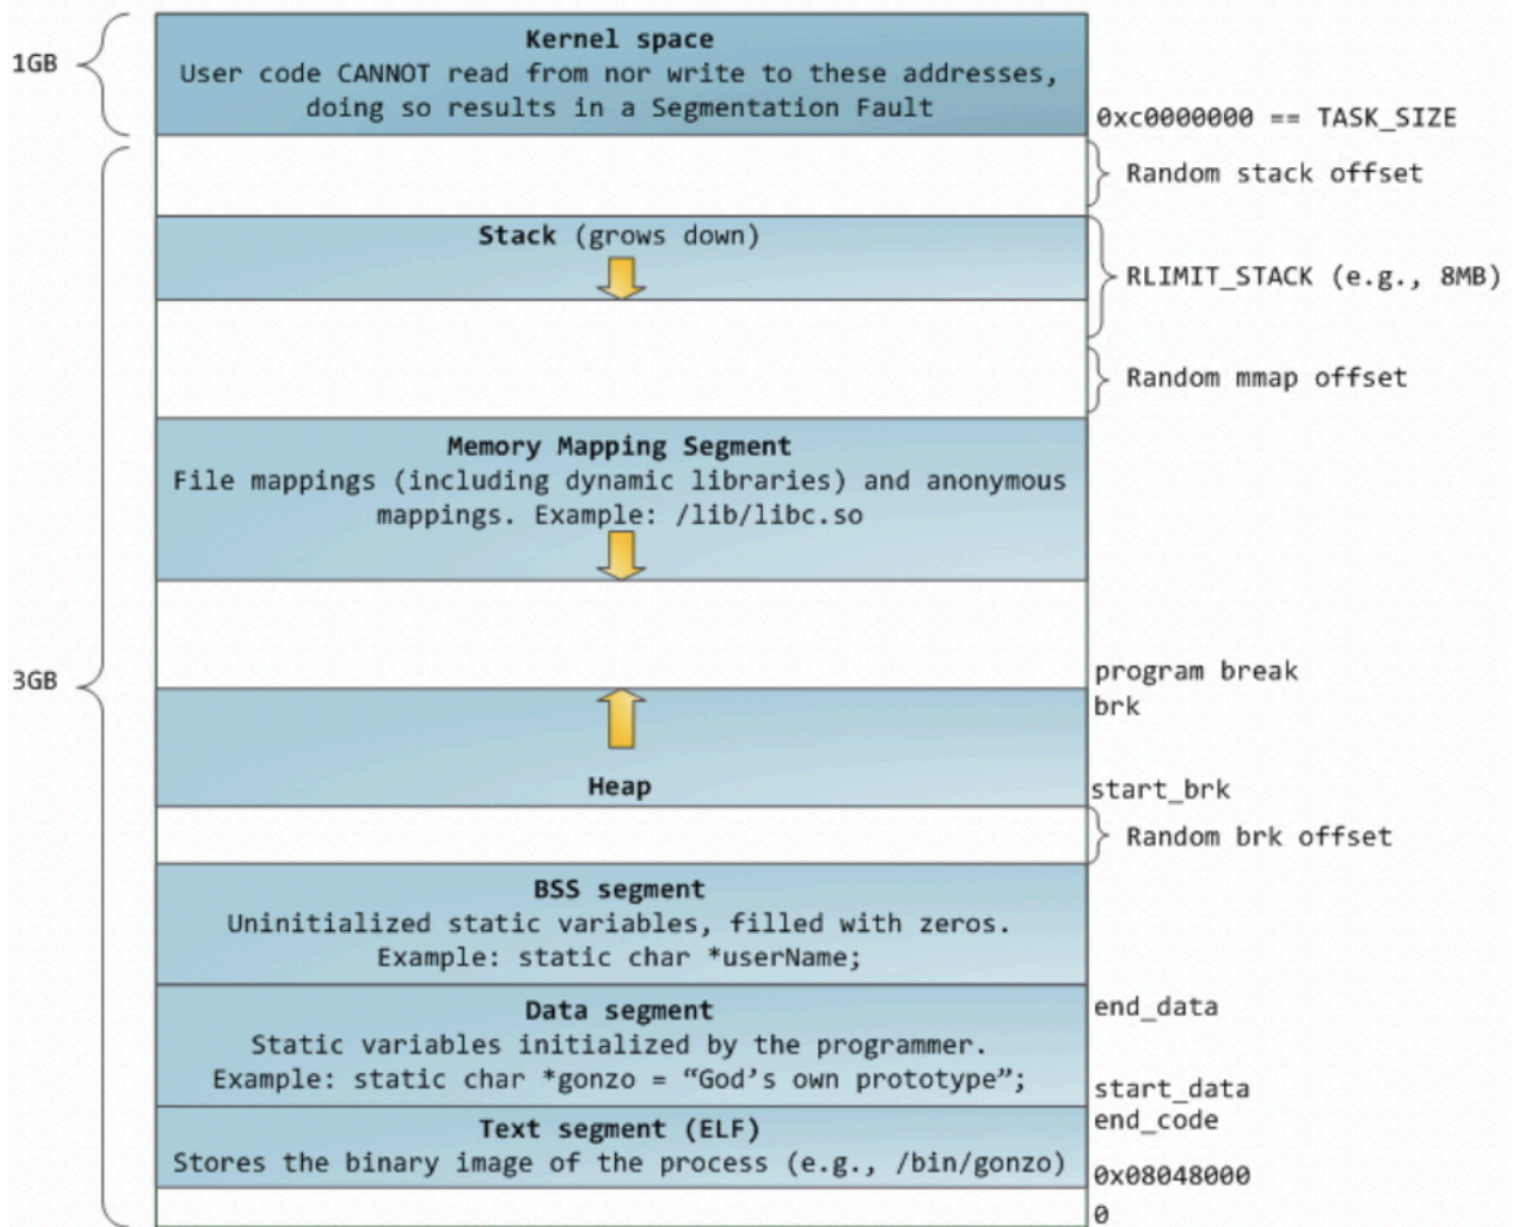 1GB
Kernel space
User code CANNOT read from nor write to these addresses,
doing so results in a Segmentation Fault
0xc0000000 == TASK_SIZE
Random stack offset
Stack (grows down)
RLIMIT_STACK (e.g., 8MB)
Random mmap offset
Memory Mapping Segment
File mappings (including dynamic libraries) and anonymous
mappings. Example: /lib/libc.so
3GB
program break
brk
Heap
start_brk
Random brk offset
BSS segment
Uninitialized static variables, filled with zeros.
Example: static char *userName;
Data segment
end_data
Static variables initialized by the programmer.
Example: static char *gonzo = “God’s own prototype”;
start_data
end_code
Text segment (ELF)
Stores the binary image of the process (e.g., /bin/gonzo)
0x08048000
0